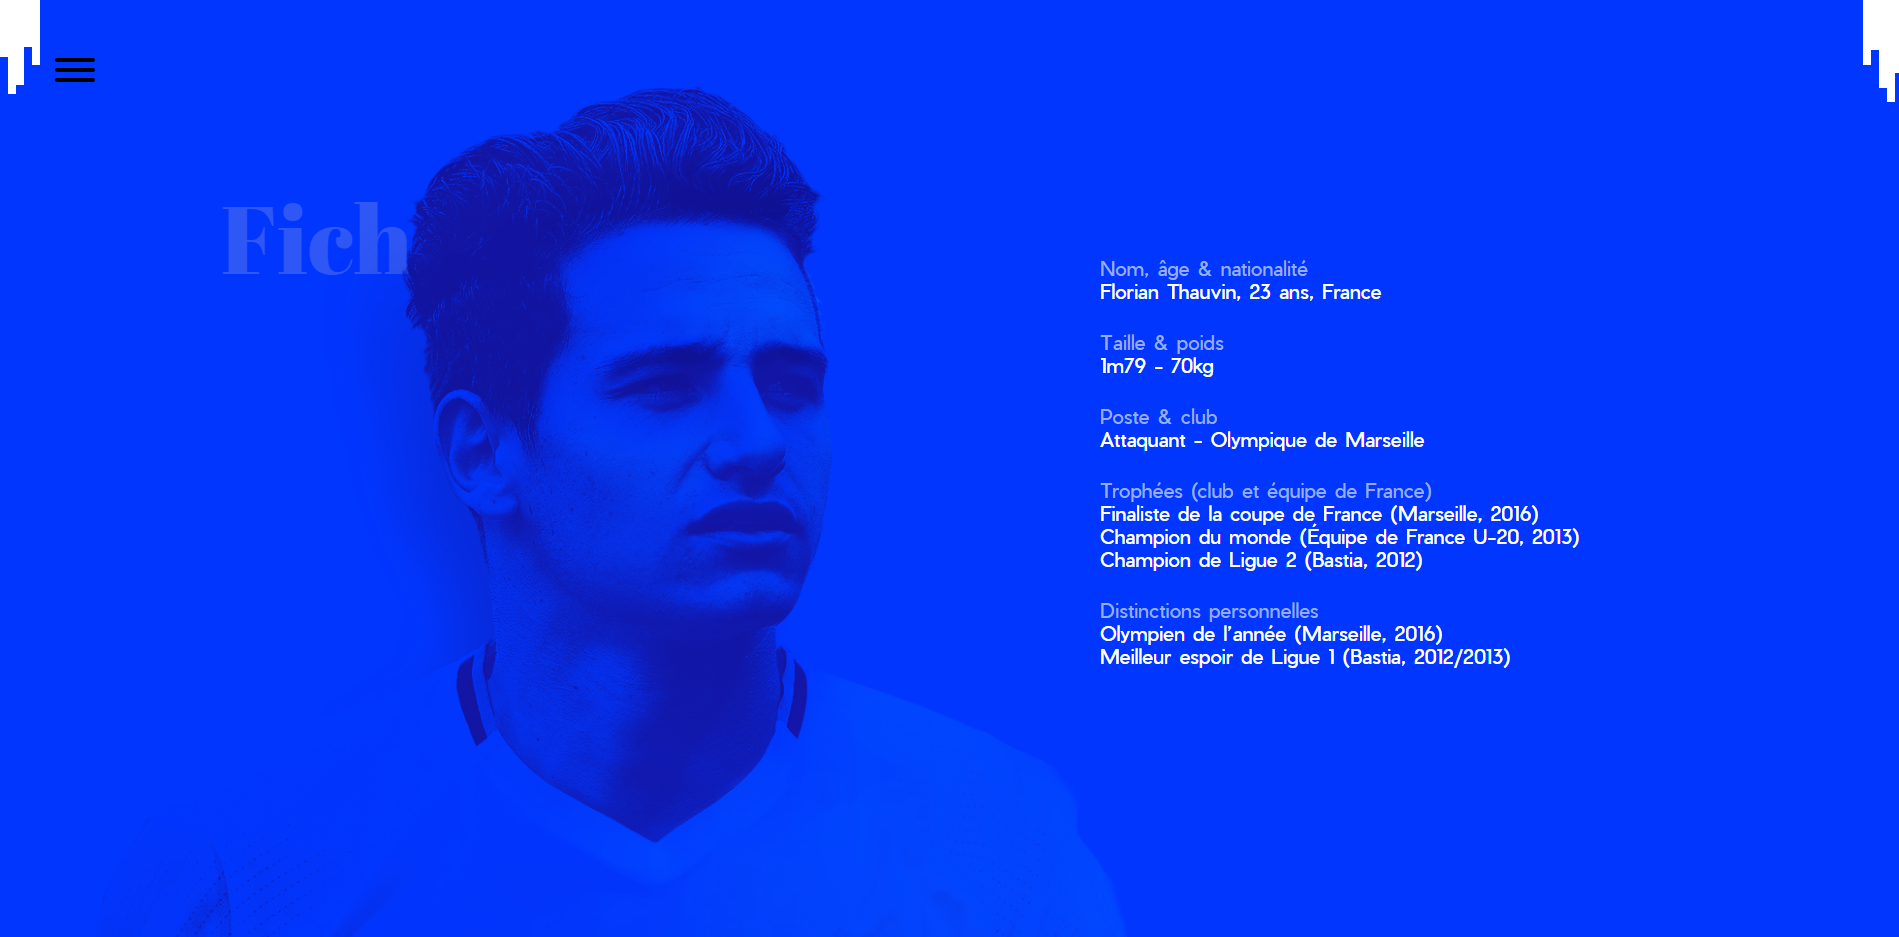 Fich
Nom, âge & nationalité
Florian Thauvin, 23 ans, France
Taille & poids
1m79 - 70kg
Poste & club
Attaquant - Olympique de Marseille
Trophées (club et équipe de France)
Finaliste de la coupe de France (Marseille, 2016)
Champion du monde (Équipe de France U-20, 2013)
Champion de Ligue 2 (Bastia, 2012)
Distinctions personnelles
Olympien de l'année (Marseille, 2016)
Meilleur espoir de Ligue 1 (Bastia, 2012/2013)